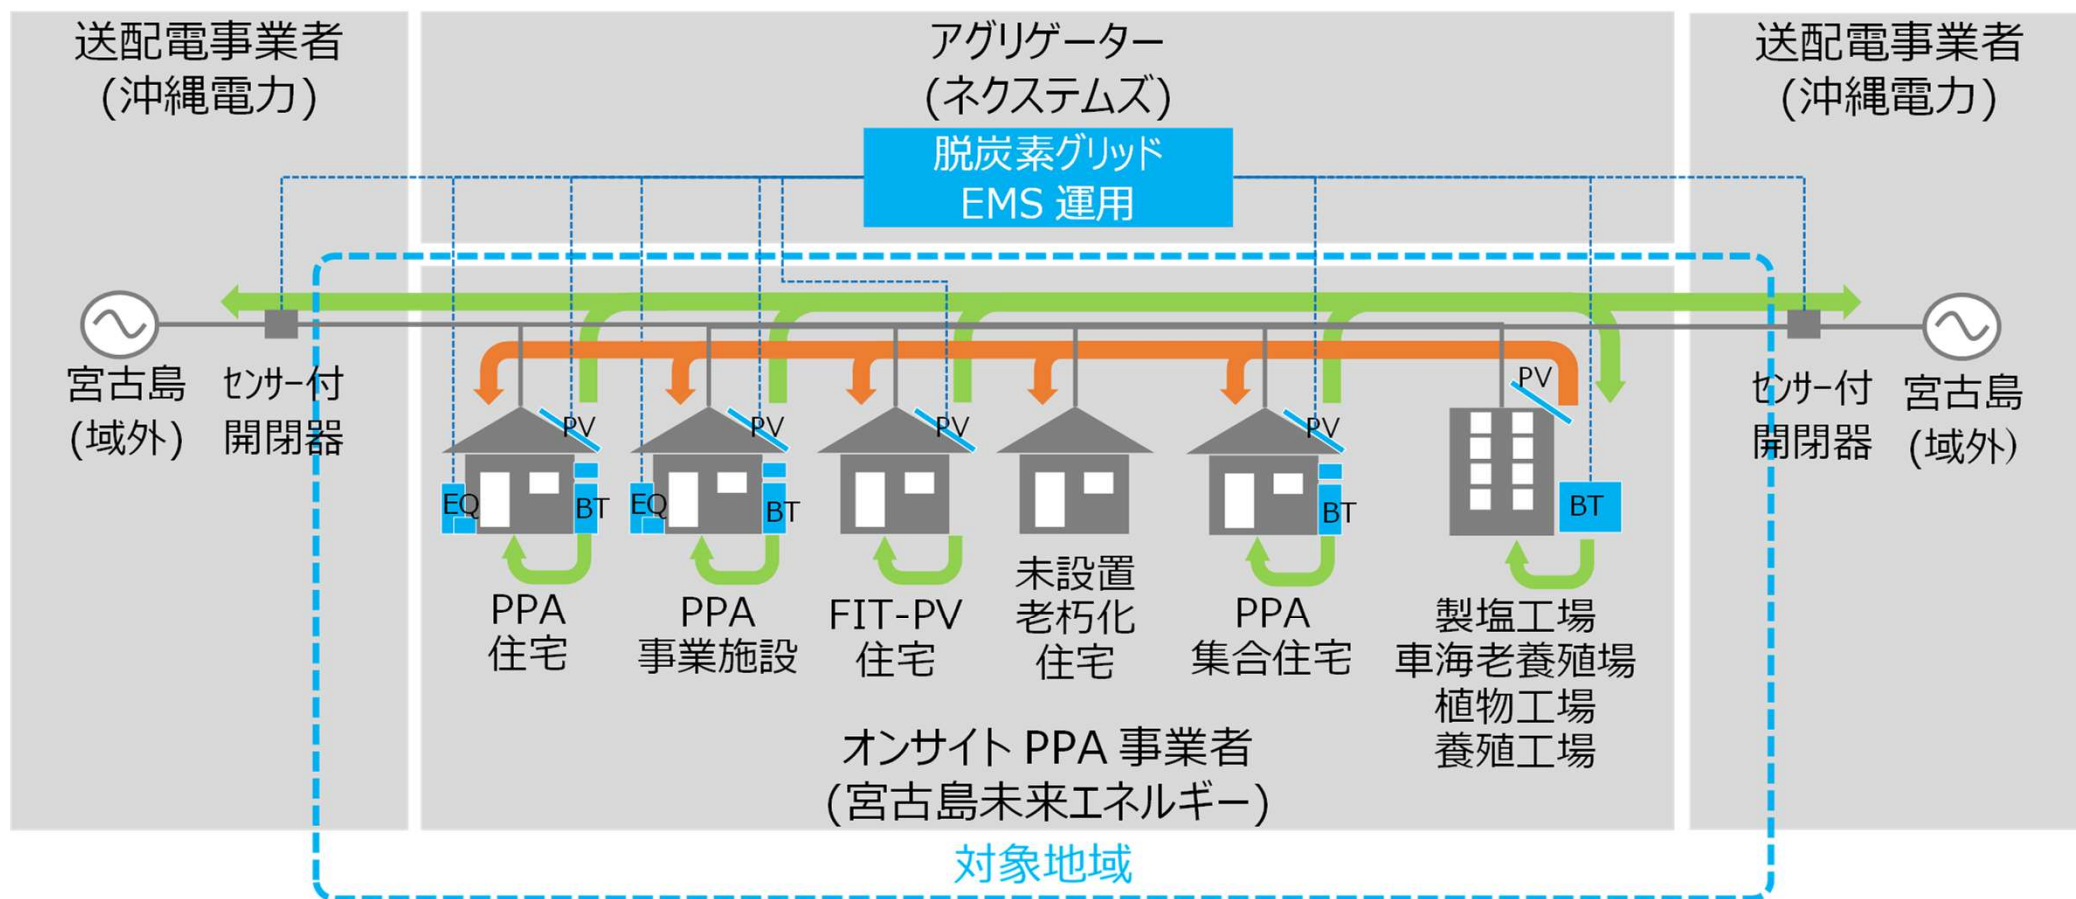 送配電事業者
(沖縄電力)
アグリゲーター
(ネクステムズ)
送配電事業者
(沖縄電力)
脱炭素グリッド
EMS 運用
宮古島
(域外)
センサー付
開閉器
センサー付
開閉器
宮古島
(域外)
PV
PV
PV
PV
PV
EQ
BT
EQ
BT
BT
BT
PPA
住宅
PPA
事業施設
FIT-PV
住宅
未設置
老朽化
住宅
PPA
集合住宅
製塩工場
車海老養殖場
植物工場
養殖工場
オンサイト PPA 事業者
(宮古島未来エネルギー)
対象地域